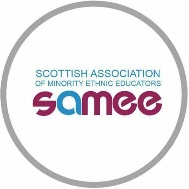 SCOTTISH ASSOCIATION
OF MINORITY ETHNIC EDUCATORS
samee